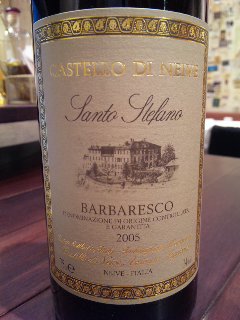 CASTELLO DI NEIVE
Santo Stefano
BARBARESCO
DENOMINAZIONE DI ORIGINE CONTROLLATA
E GARANTITA
2005
NEIVE - ITALIA